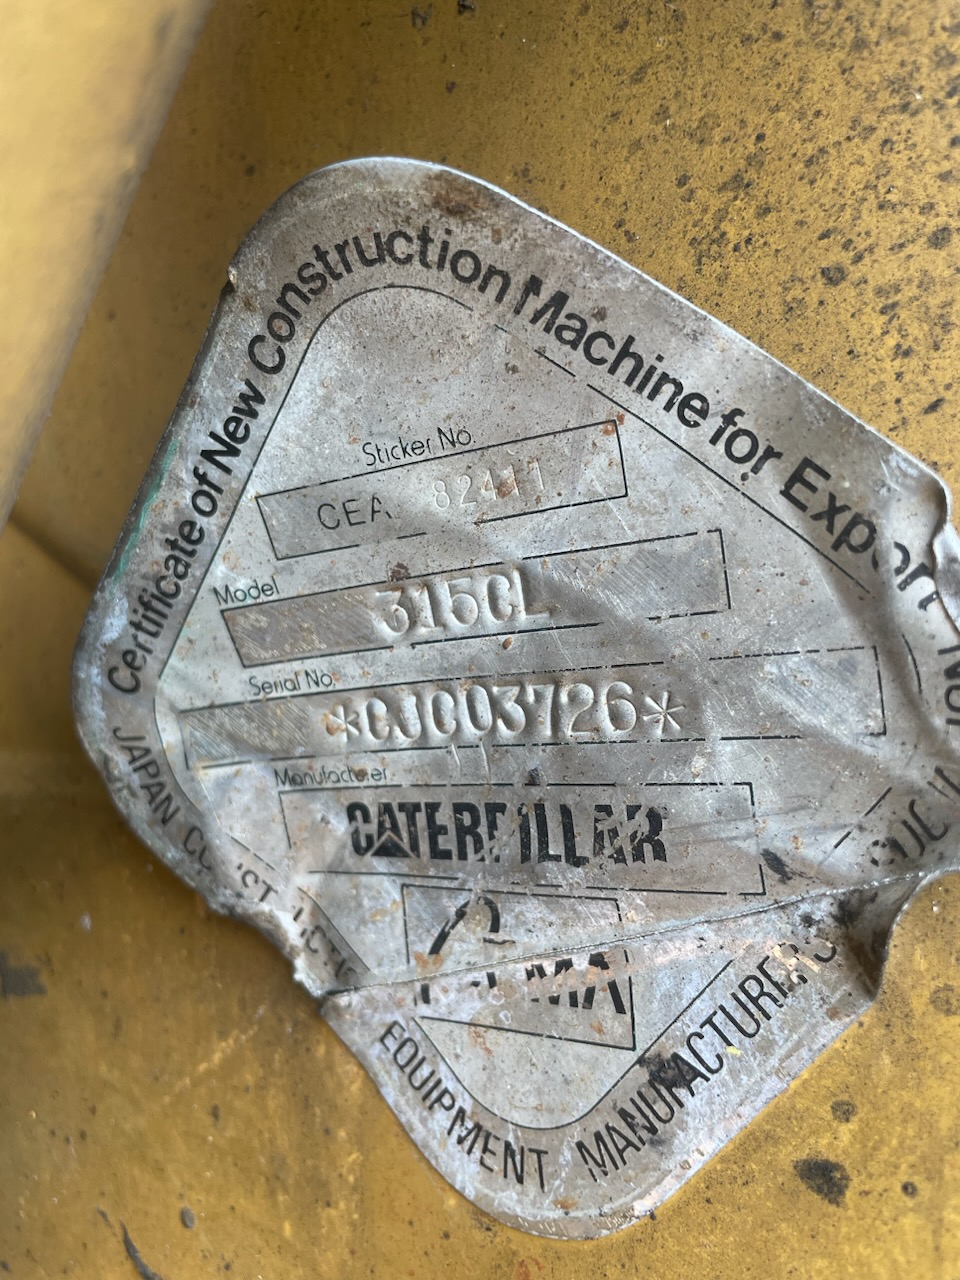 Certificate of New Construction Machine for Export
Sticker No.
CEA 82411
Model
315CL
Serial No.
*CJC03726*
Manufacturer
CATERPILLAR
JAPAN
EQUIPMENT MANUFACTURERS